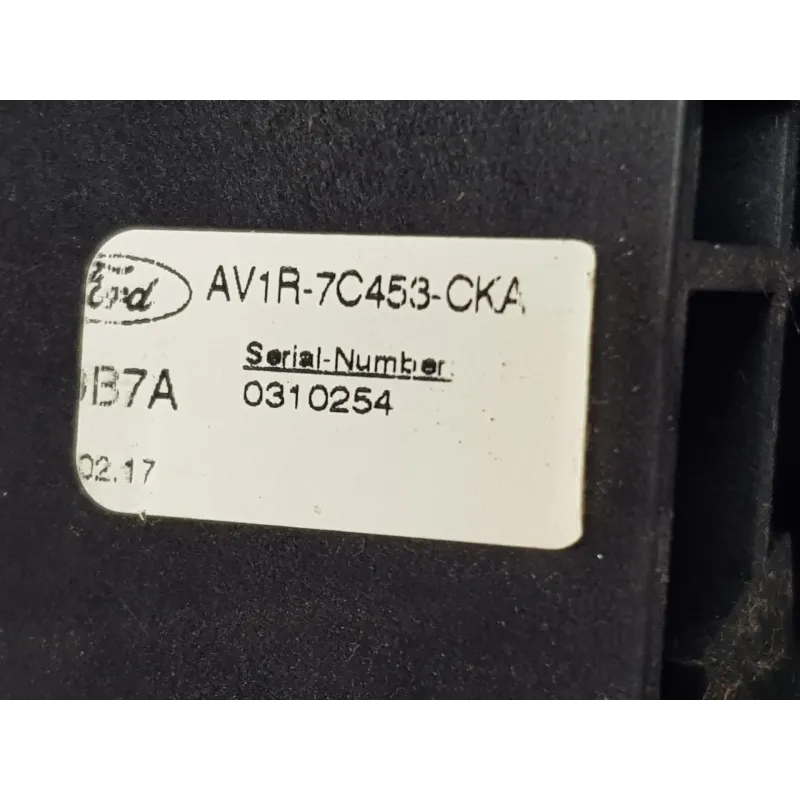 Ford AV1R-7C453-CKA
Serial-Number
B7A 0310254
02.17